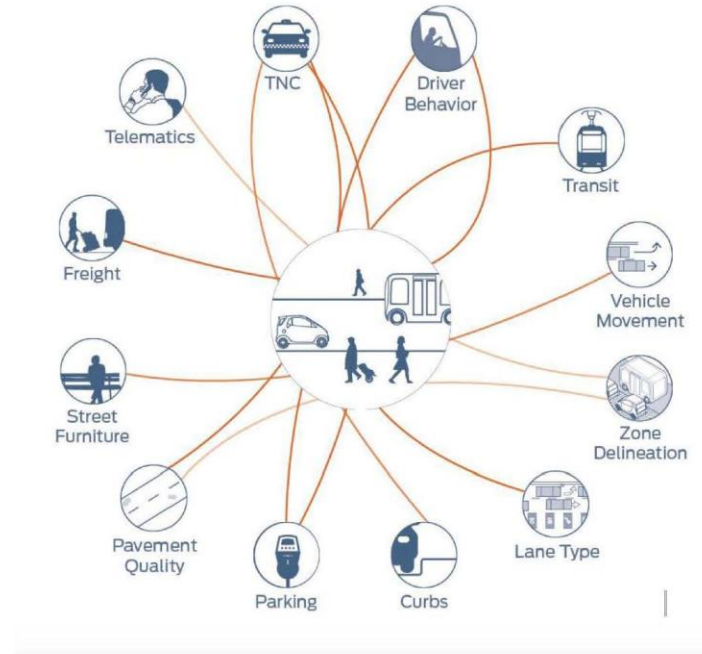 TNC
Driver
Behavior
Telematics
Transit
Freight
Vehicle
Movement
Street
Furniture
Zone
Delineation
Pavement
Quality
Lane Type
Parking
Curbs